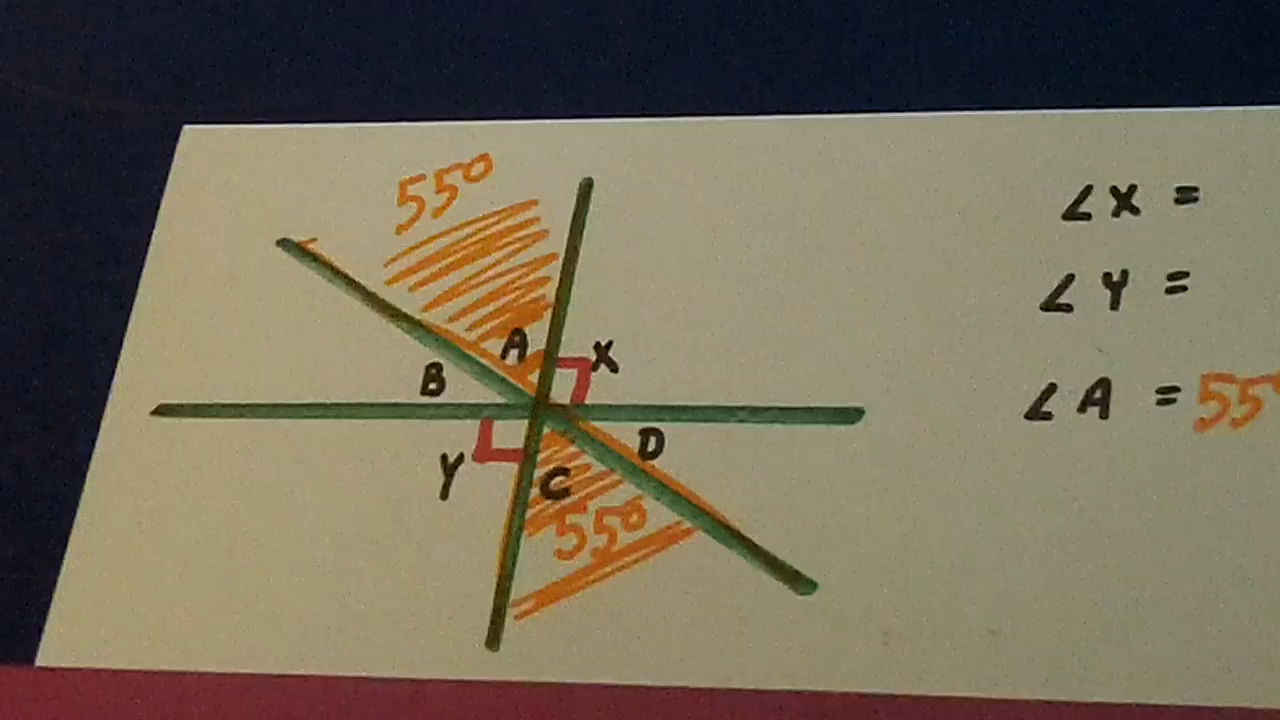 55°
A
X
B
D
Y
C
55°
∠X =
∠Y =
∠A = 55°